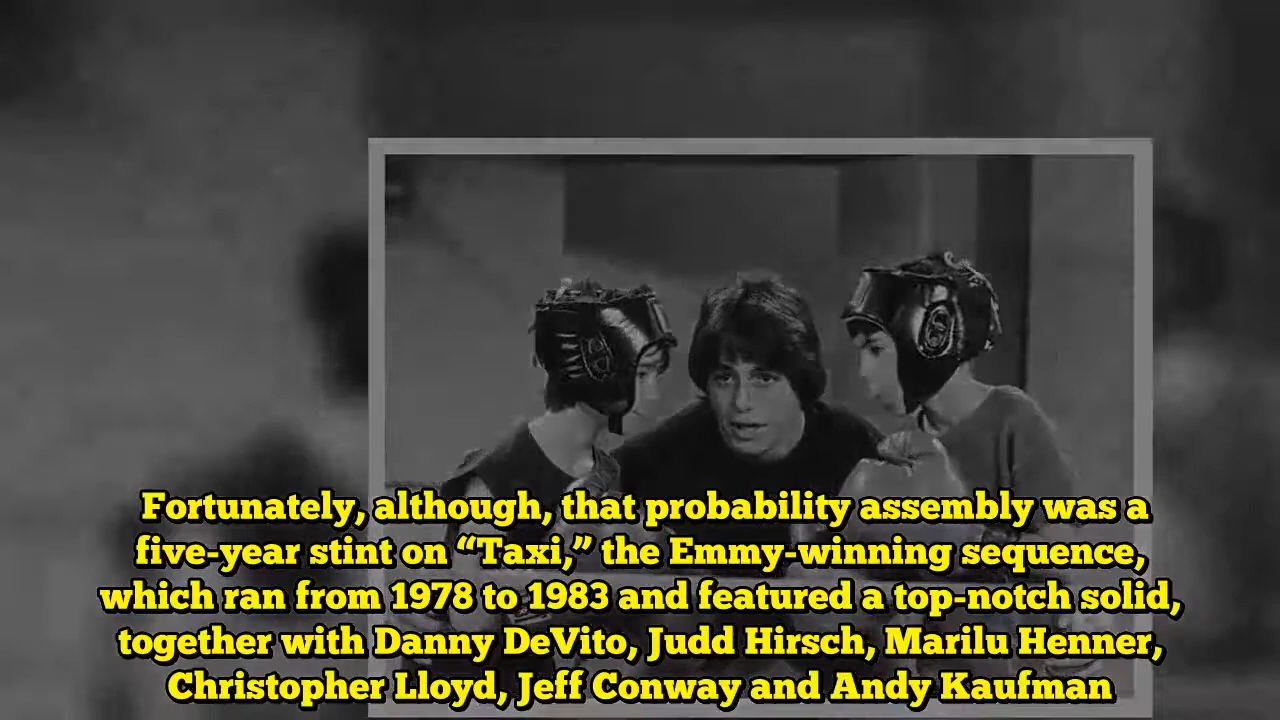 Fortunately, although, that probability assembly was a
five-year stint on “Taxi,” the Emmy-winning sequence,
which ran from 1978 to 1983 and featured a top-notch solid,
together with Danny DeVito, Judd Hirsch, Marilu Henner,
Christopher Lloyd, Jeff Conway and Andy Kaufman